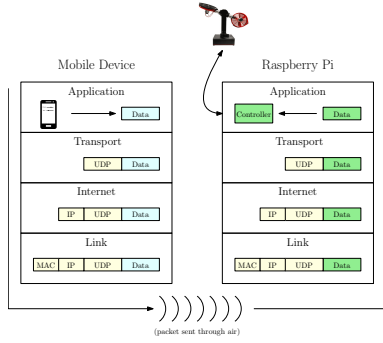 Mobile Device
Application
Data
Transport
UDP Data
Internet
IP UDP Data
Link
MAC IP UDP Data
Raspberry Pi
Application
Controller Data
Transport
UDP Data
Internet
IP UDP Data
Link
MAC IP UDP Data
(packet sent through air)